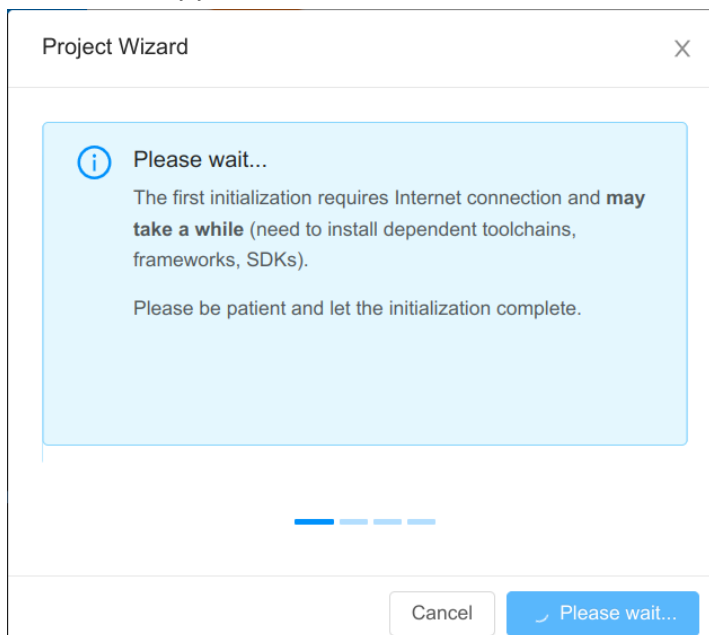 Project Wizard
Please wait...
The first initialization requires Internet connection and may
take a while (need to install dependent toolchains,
frameworks, SDKs).
Please be patient and let the initialization complete.
Cancel
Please wait...